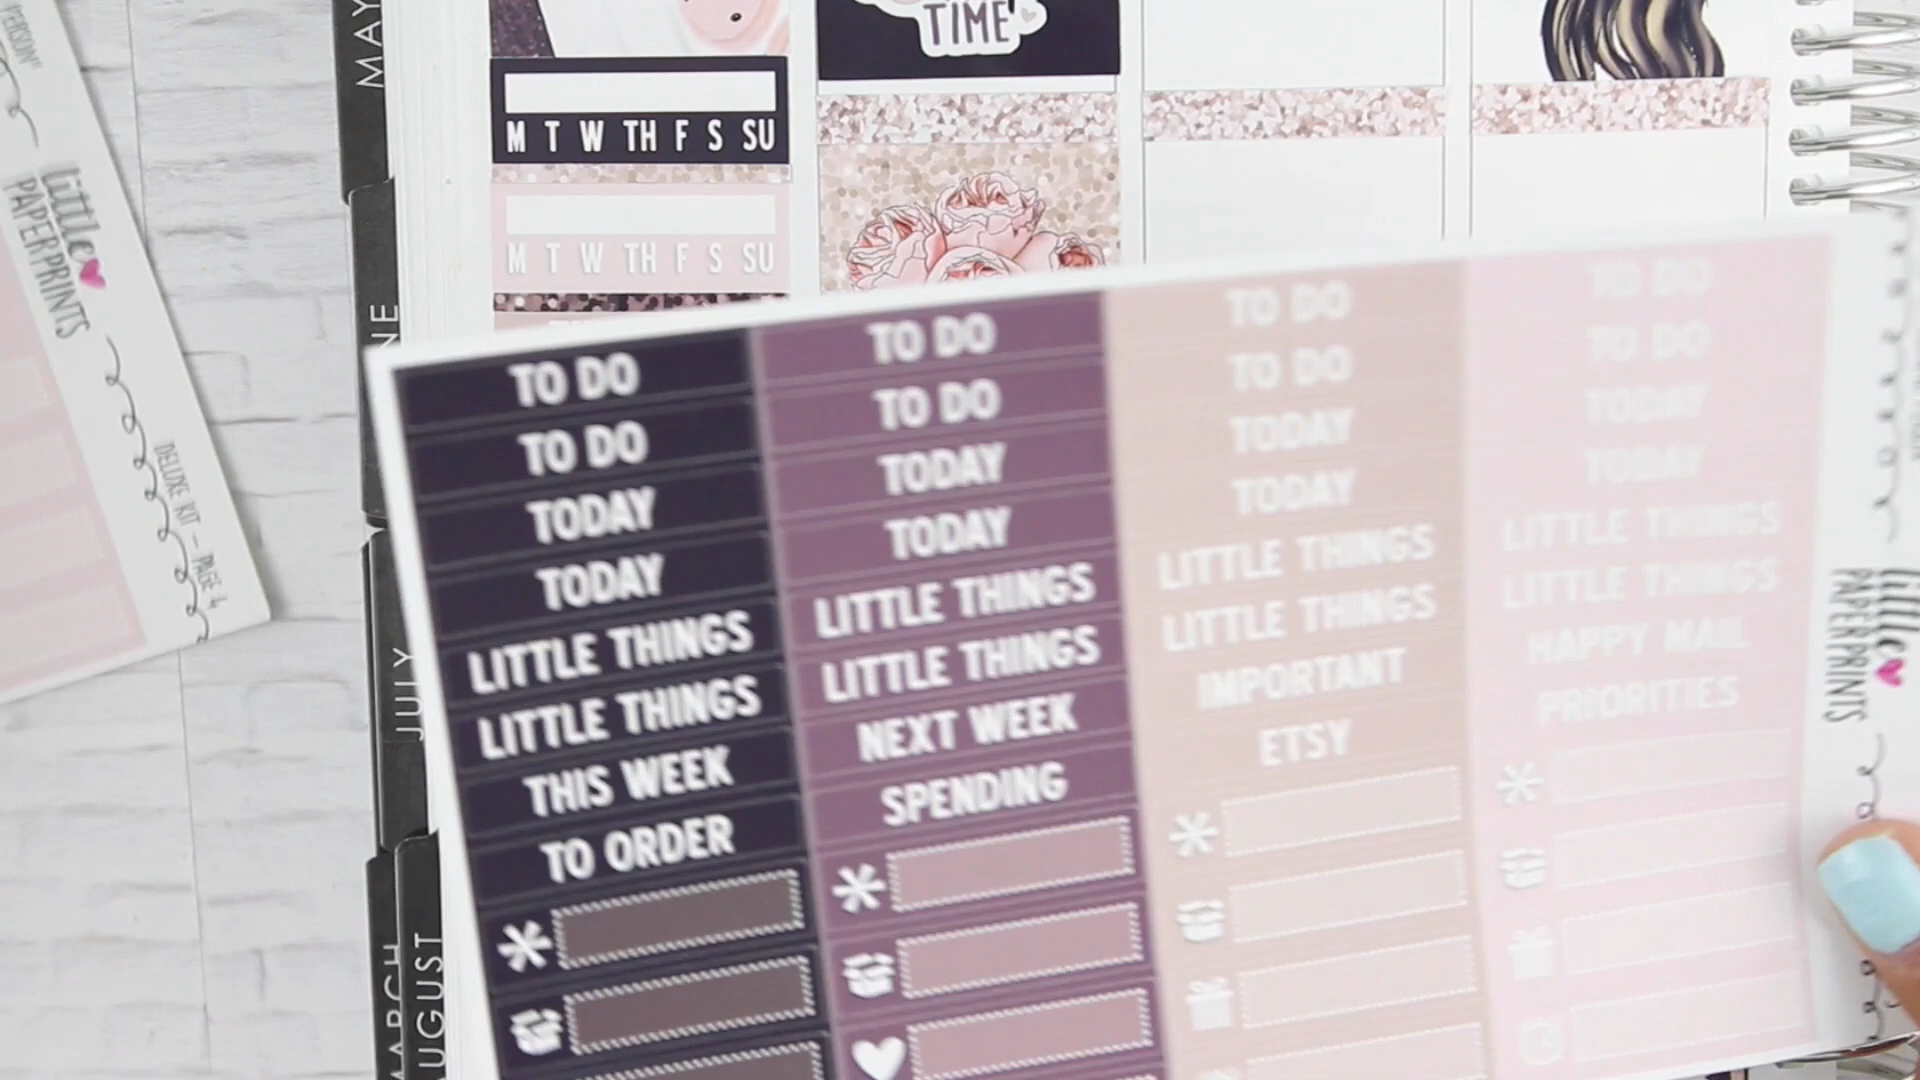 PERSON"
little
PAPERPRINTS
DELUXE KIT – PAGE 4
MAY
JULY
MARCH
AUGUST
TIME
M T W TH F S SU
M T W TH F S SU
TO DO
TO DO
TODAY
TODAY
LITTLE THINGS
LITTLE THINGS
THIS WEEK
TO ORDER
TO DO
TO DO
TODAY
TODAY
LITTLE THINGS
LITTLE THINGS
NEXT WEEK
SPENDING
TO DO
TO DO
TODAY
TODAY
LITTLE THINGS
LITTLE THINGS
IMPORTANT
ETSY
TO DO
TO DO
TODAY
TODAY
LITTLE THINGS
LITTLE THINGS
HAPPY MAIL
PRIORITIES
little
PAPERPRINTS